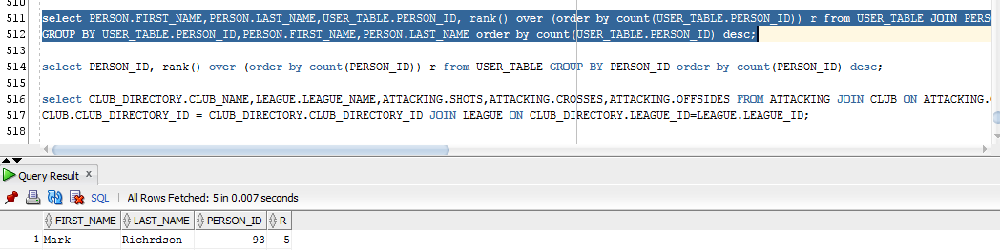 510
511 select PERSON.FIRST_NAME,PERSON.LAST_NAME,USER_TABLE.PERSON_ID, rank() over (order by count(USER_TABLE.PERSON_ID)) r from USER_TABLE JOIN PERS
512 GROUP BY USER_TABLE.PERSON_ID,PERSON.FIRST_NAME,PERSON.LAST_NAME order by count(USER_TABLE.PERSON_ID) desc;
513
514 select PERSON_ID, rank() over (order by count(PERSON_ID)) r from USER_TABLE GROUP BY PERSON_ID order by count(PERSON_ID) desc;
515
516 select CLUB_DIRECTORY.CLUB_NAME,LEAGUE.LEAGUE_NAME,ATTACKING.SHOTS,ATTACKING.CROSSES,ATTACKING.OFFSIDES FROM ATTACKING JOIN CLUB ON ATTACKING.
517 CLUB.CLUB_DIRECTORY_ID = CLUB_DIRECTORY.CLUB_DIRECTORY_ID JOIN LEAGUE ON CLUB_DIRECTORY.LEAGUE_ID=LEAGUE.LEAGUE_ID;
518
Query Result x
SQL | All Rows Fetched: 5 in 0.007 seconds
FIRST_NAME LAST_NAME PERSON_ID R
1 Mark Richrdson 93 5